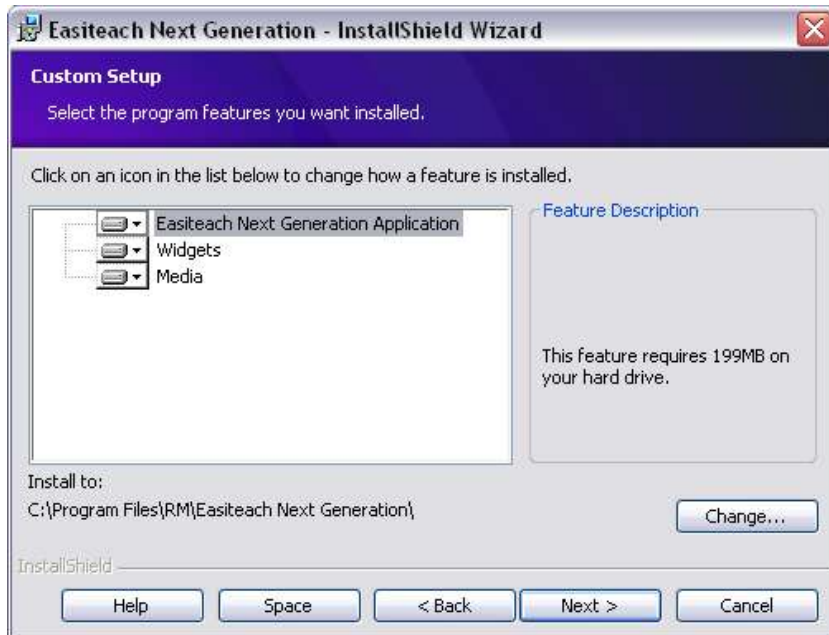 Easiteach Next Generation - InstallShield Wizard
Custom Setup
Select the program features you want installed.
Click on an icon in the list below to change how a feature is installed.
Easiteach Next Generation Application
Widgets
Media
Feature Description
This feature requires 199MB on
your hard drive.
Install to:
C:\Program Files\RM\Easiteach Next Generation\
Change...
InstallShield
Help
Space
< Back
Next >
Cancel